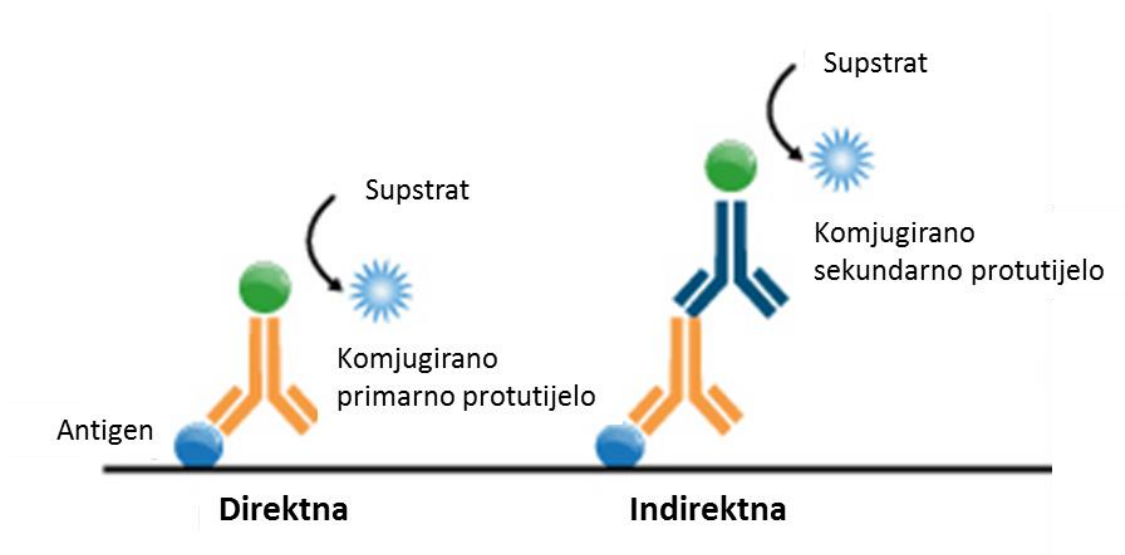 Supstrat
Supstrat
Komjugirano
sekundarno protutijelo
Komjugirano
primarno protutijelo
Antigen
Direktna
Indirektna